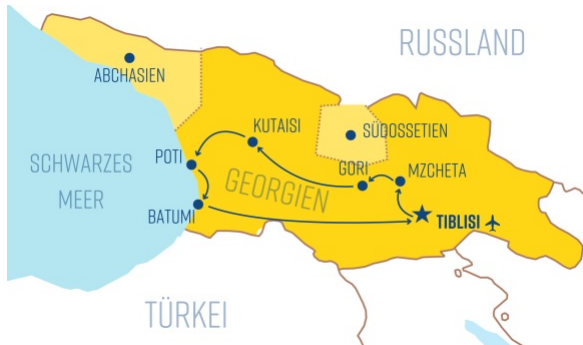 RUSSLAND
ABCHASIEN
KUTAISI
SÜDOSSETIEN
POTI
GORI
MZCHETA
SCHWARZES
MEER
GEORGIEN
BATUMI
TIBLISI
TÜRKEI